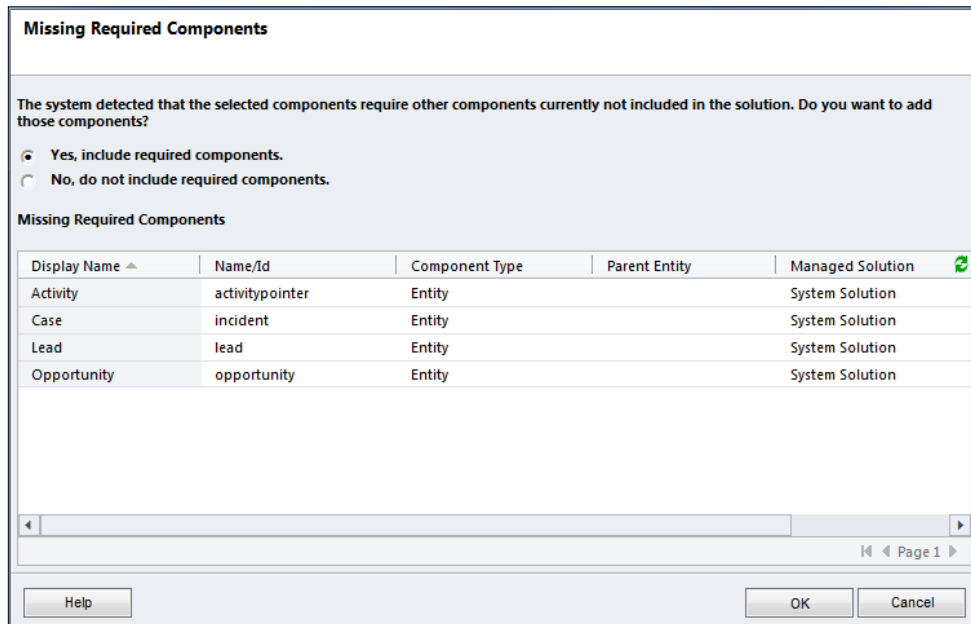 Missing Required Components
The system detected that the selected components require other components currently not included in the solution. Do you want to add
those components?
Yes, include required components.
No, do not include required components.
Missing Required Components
Display Name Name/Id Component Type Parent Entity Managed Solution
Activity activitypointer Entity System Solution
Case incident Entity System Solution
Lead lead Entity System Solution
Opportunity opportunity Entity System Solution
Page 1
Help OK Cancel